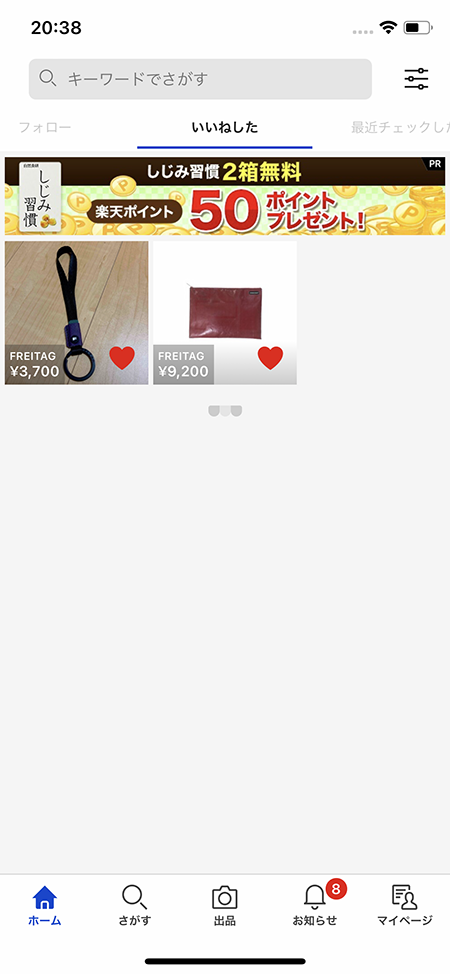 20:38
キーワードでさがす
フォロー
いいねした
最近チェックした
PR
しじみ習慣2箱無料
しじみ習慣
楽天ポイント
50ポイントプレゼント!
FREITAG
¥3,700
FREITAG
¥9,200
8
ホーム
さがす
出品
お知らせ
マイページ